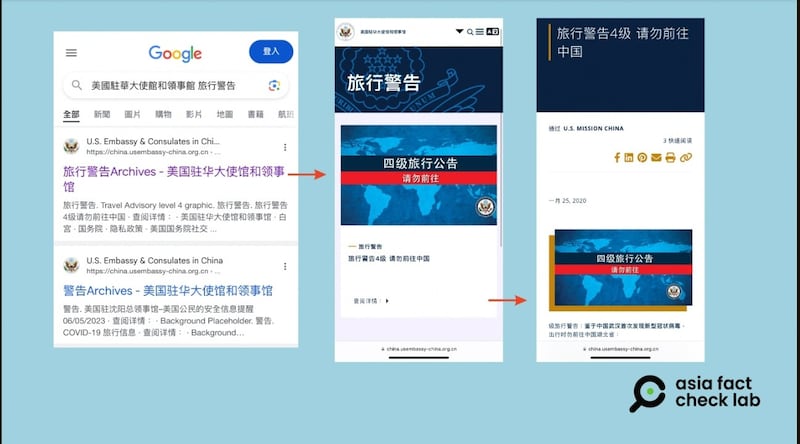 Google
登入
美國駐華大使館和領事館 旅行警告
全部 新聞 圖片 購物 影片 地圖 書籍 航班
U.S. Embassy & Consulates in Chi...
https://china.usembassy-china.org.cn › ...
旅行警告Archives - 美国驻华大使馆和领事
馆
旅行警告. Travel Advisory level 4 graphic. 旅行警告. 旅行警告
4级请勿前往中国 · 查阅详情： · 美国驻华大使馆和领事馆 · 白
宫 · 国务院 · 隐私政策 · 美国国务院社交 ...
U.S. Embassy & Consulates in China
https://china.usembassy-china.org.cn › ...
警告Archives - 美国驻华大使馆和领事馆
警告. 美国驻沈阳总领事馆–美国公民的安全信息提醒
06/05/2023 · 查阅详情： · Background Placeholder. 警告.
COVID-19 旅行信息 · 查阅详情： · Background...
美国驻华大使馆和领事馆
旅行警告
四级旅行公告
请勿前往
旅行警告
旅行警告4级 请勿前往中国
查阅详情：
china.usembassy-china.org.cn
旅行警告4级 请勿前往
中国
通过 U.S. MISSION CHINA
3 快速阅读
一月 25, 2020
四级旅行公告
请勿前往
级旅行警告：鉴于中国武汉首次发现新型冠状病毒，
出行时勿前往中国湖北省：
china.usembassy-china.org.cn
asia fact
check lab